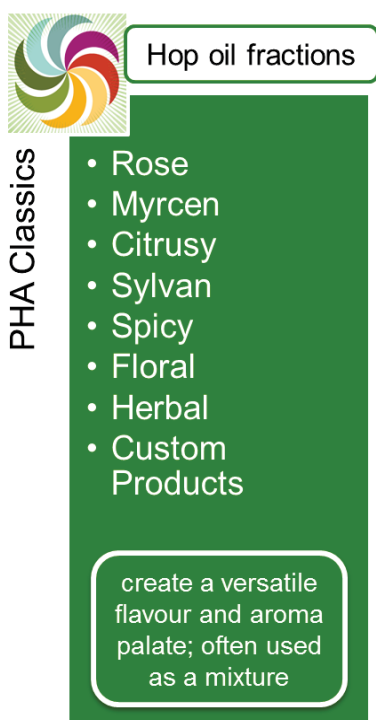 Hop oil fractions
PHA Classics
• Rose
• Myrcen
• Citrusy
• Sylvan
• Spicy
• Floral
• Herbal
• Custom
Products
create a versatile
flavour and aroma
palate; often used
as a mixture